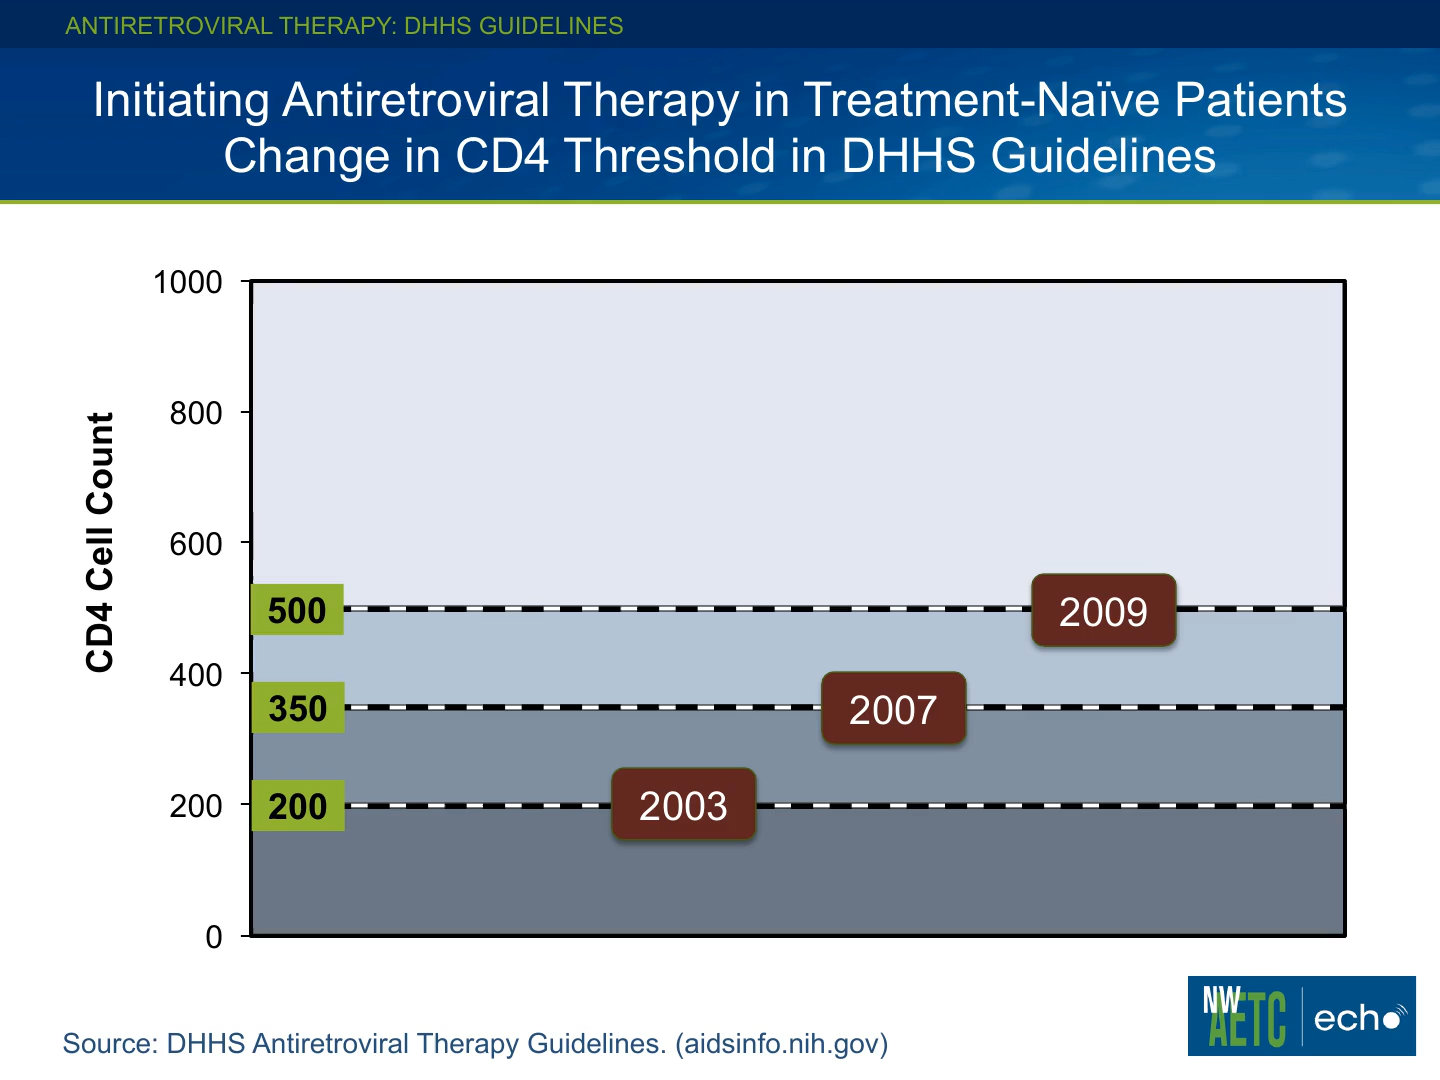 ANTIRETROVIRAL THERAPY: DHHS GUIDELINES
Initiating Antiretroviral Therapy in Treatment-Naïve Patients
Change in CD4 Threshold in DHHS Guidelines
CD4 Cell Count
1000
800
600
500
2009
400
350
2007
200
200
2003
0
Source: DHHS Antiretroviral Therapy Guidelines. (aidsinfo.nih.gov)
NW
AETC
echo